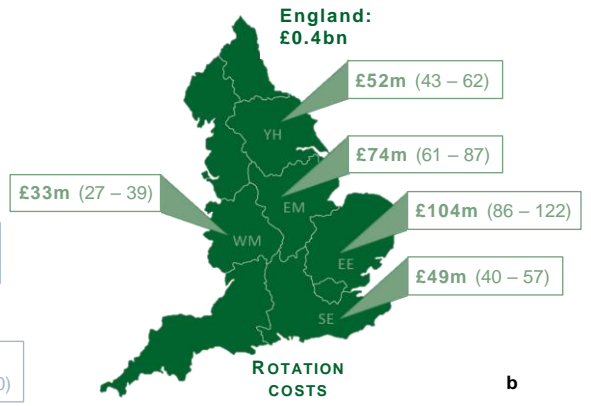 England:
£0.4bn
£52m (43 – 62)
YH
£74m (61 – 87)
£33m (27 – 39)
EM
£104m (86 – 122)
WM
EE
£49m (40 – 57)
SE
ROTATION
COSTS
b
0)